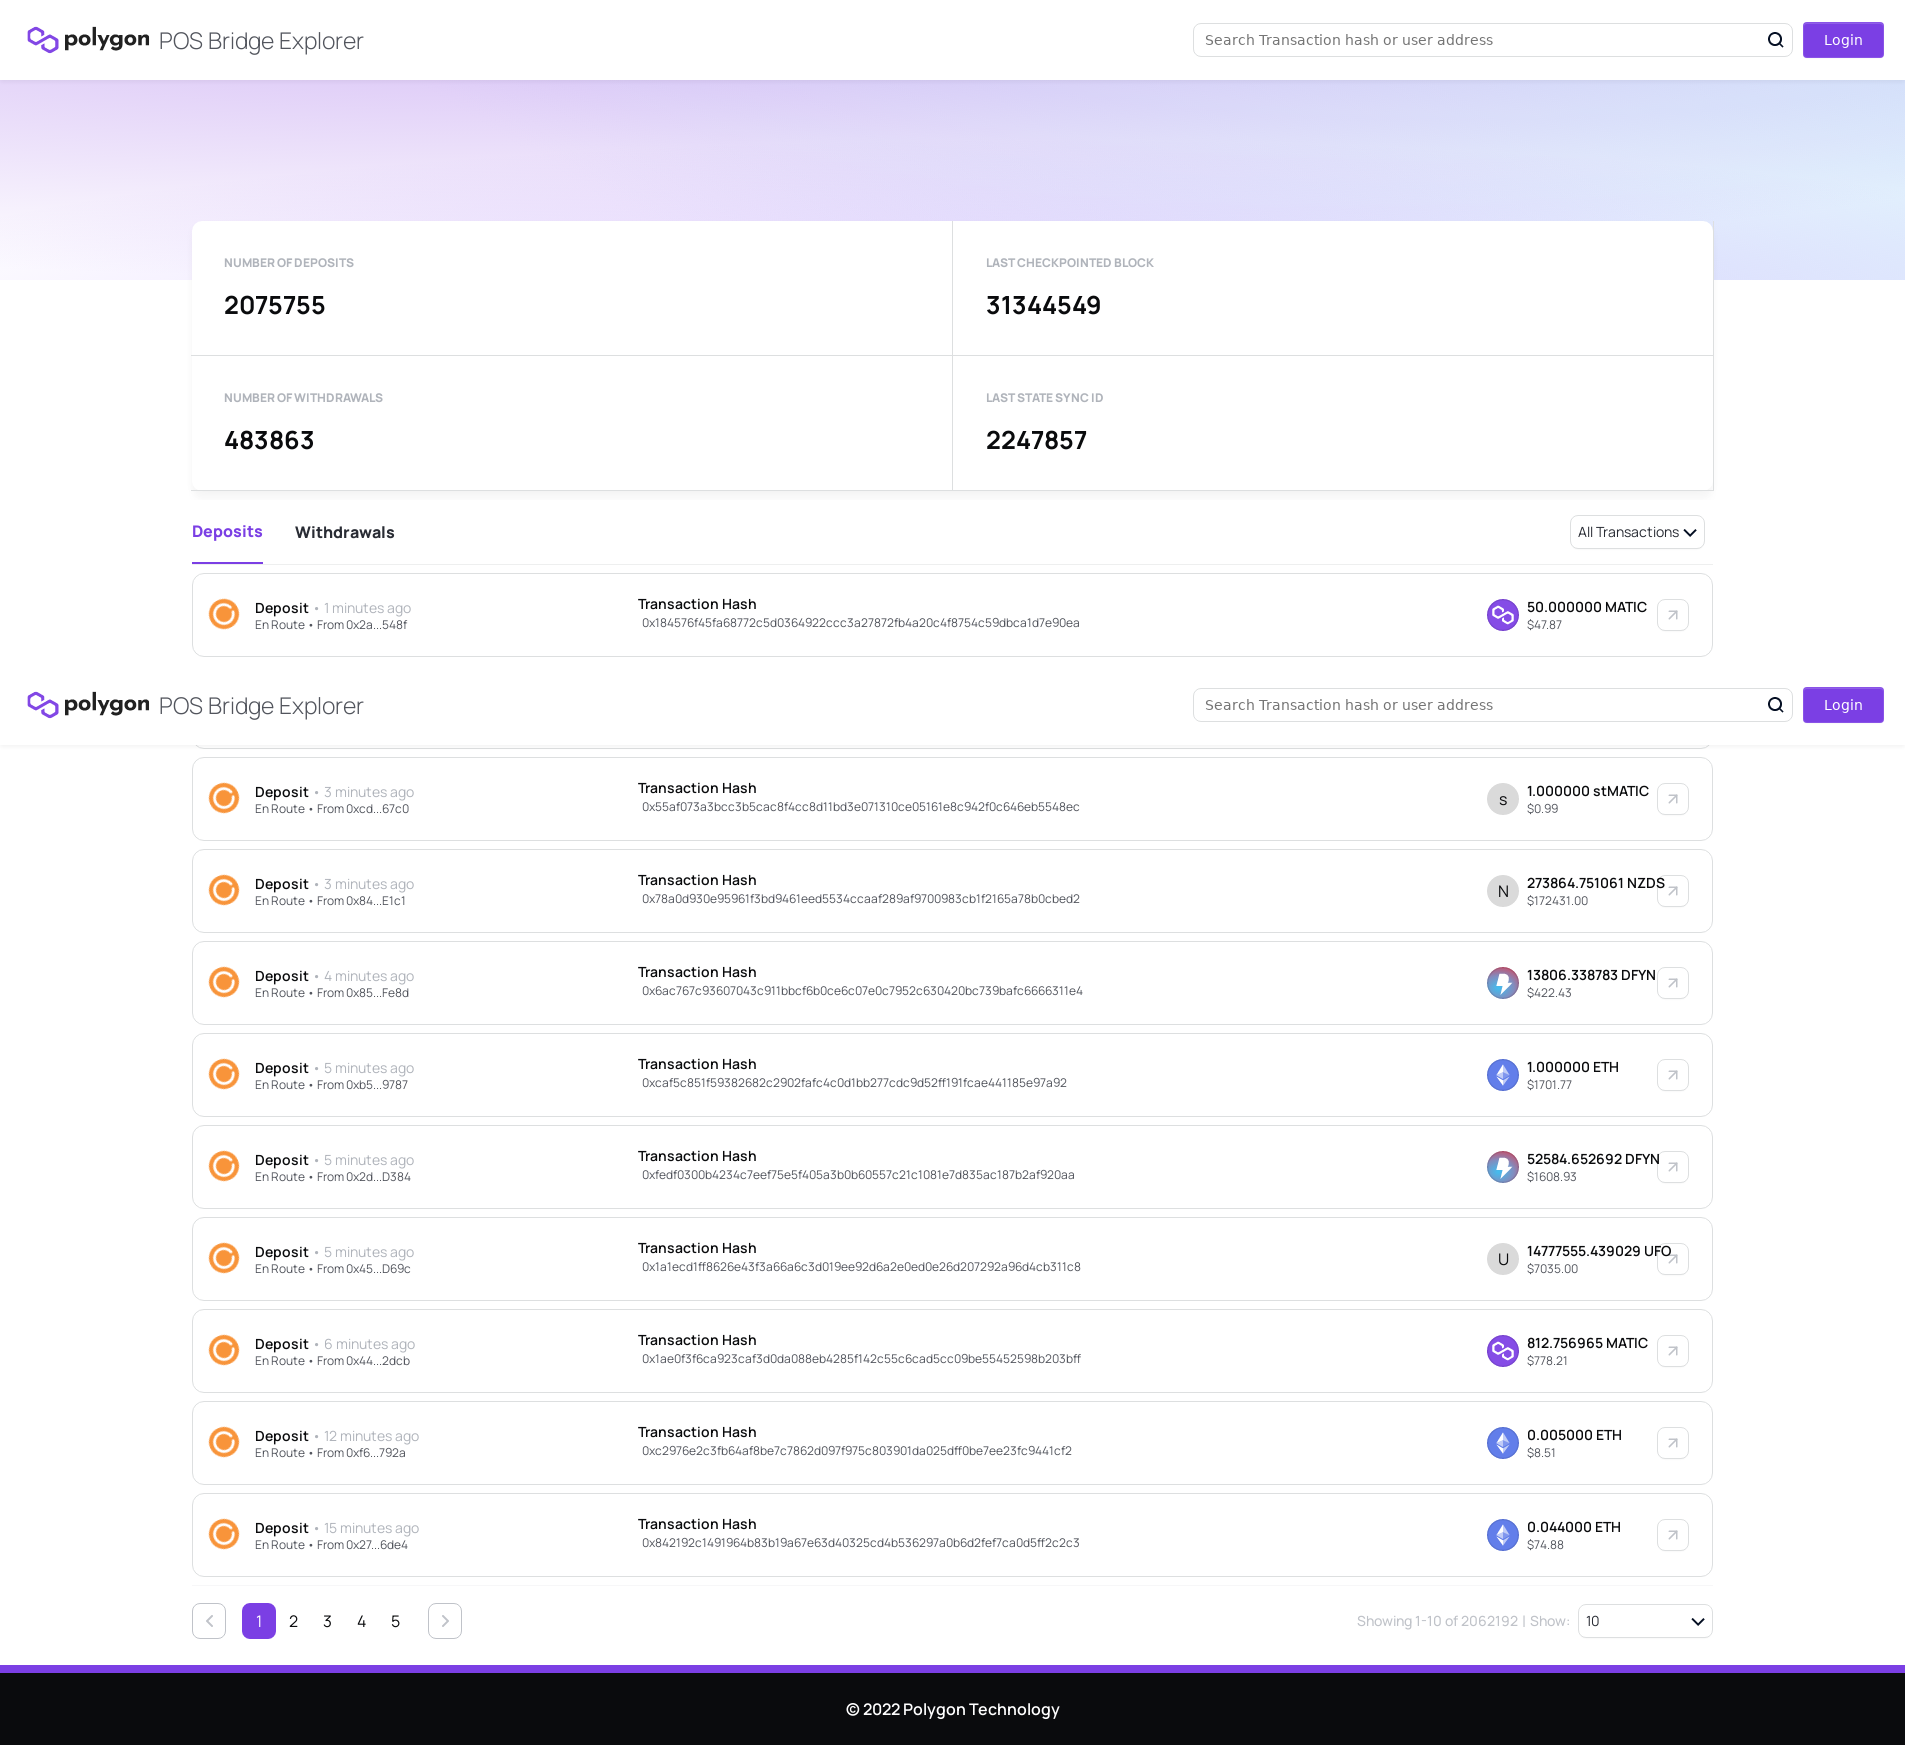 polygon POS Bridge Explorer
Search Transaction hash or user address
Login
NUMBER OF DEPOSITS
2075755
LAST CHECKPOINTED BLOCK
31344549
NUMBER OF WITHDRAWALS
483863
LAST STATE SYNC ID
2247857
Deposits
Withdrawals
All Transactions
Deposit • 1 minutes ago
En Route • From 0x2a...548f
Transaction Hash
0x184576f45fa68772c5d0364922ccc3a27872fb4a20c4f8754c59dbca1d7e90ea
50.000000 MATIC
$47.87
polygon POS Bridge Explorer
Search Transaction hash or user address
Login
Deposit • 3 minutes ago
En Route • From 0xcd...67c0
Transaction Hash
0x55af073a3bcc3b5cac8f4cc8d11bd3e071310ce05161e8c942f0c646eb5548ec
s
1.000000 stMATIC
$0.99
Deposit • 3 minutes ago
En Route • From 0x84...E1c1
Transaction Hash
0x78a0d930e95961f3bd9461eed5534ccaaf289af9700983cb1f2165a78b0cbed2
N
273864.751061 NZDS
$172431.00
Deposit • 4 minutes ago
En Route • From 0x85...Fe8d
Transaction Hash
0x6ac767c93607043c911bbcf6b0ce6c07e0c7952c630420bc739bafc6666311e4
13806.338783 DFYN
$422.43
Deposit • 5 minutes ago
En Route • From 0xb5...9787
Transaction Hash
0xcaf5c851f59382682c2902fafc4c0d1bb277cdc9d52ff191fcae441185e97a92
1.000000 ETH
$1701.77
Deposit • 5 minutes ago
En Route • From 0x2d...D384
Transaction Hash
0xfedf0300b4234c7eef75e5f405a3b0b60557c21c1081e7d835ac187b2af920aa
52584.652692 DFYN
$1608.93
Deposit • 5 minutes ago
En Route • From 0x45...D69c
Transaction Hash
0x1a1ecd1ff8626e43f3a66a6c3d019ee92d6a2e0ed0e26d207292a96d4cb311c8
U
14777555.439029 UFO
$7035.00
Deposit • 6 minutes ago
En Route • From 0x44...2dcb
Transaction Hash
0x1ae0f3f6ca923caf3d0da088eb4285f142c55c6cad5cc09be55452598b203bff
812.756965 MATIC
$778.21
Deposit • 12 minutes ago
En Route • From 0xf6...792a
Transaction Hash
0xc2976e2c3fb64af8be7c7862d097f975c803901da025dff0be7ee23fc9441cf2
0.005000 ETH
$8.51
Deposit • 15 minutes ago
En Route • From 0x27...6de4
Transaction Hash
0x842192c1491964b83b19a67e63d40325cd4b536297a0b6d2fef7ca0d5ff2c2c3
0.044000 ETH
$74.88
1 2 3 4 5
Showing 1-10 of 2062192 | Show: 10
© 2022 Polygon Technology